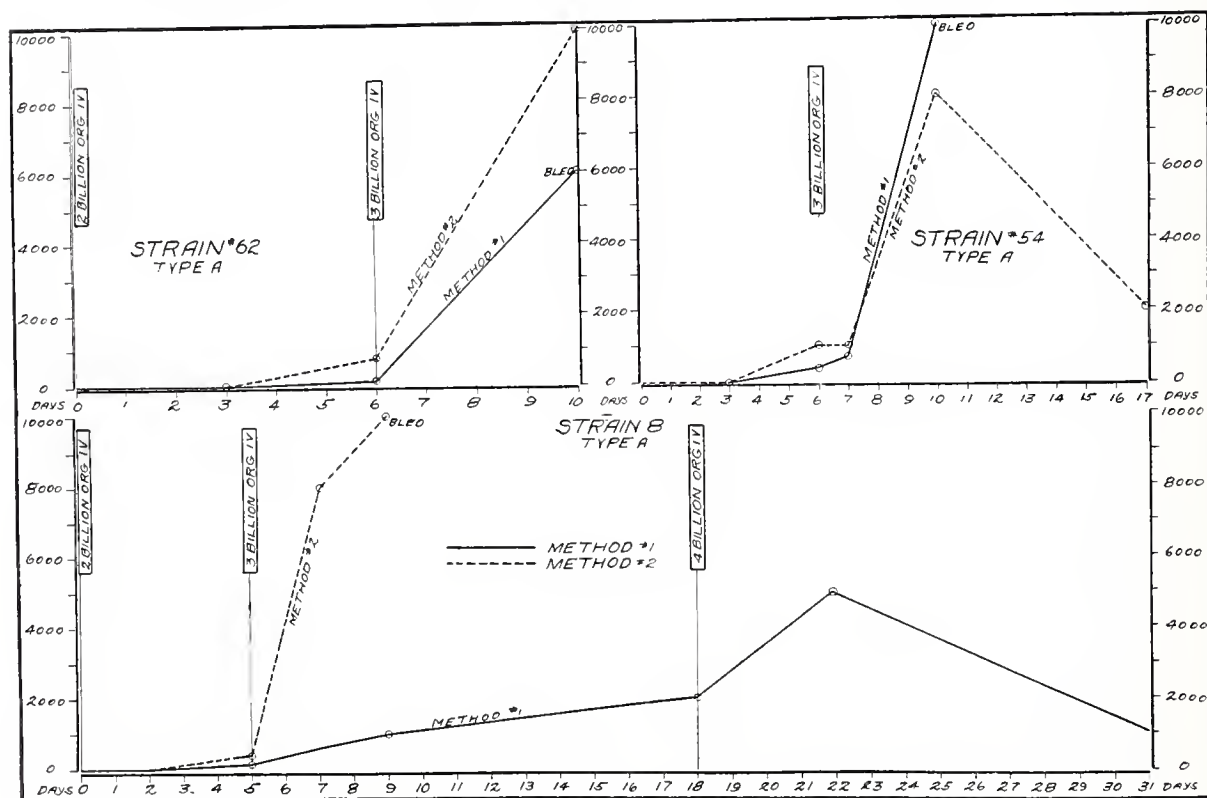 10000
8000
6000
4000
2000
0
2 BILLION ORG IV
STRAIN #62
TYPE A
3 BILLION ORG IV
METHOD #2
METHOD #1
BLED
10000
8000
6000
4000
2000
0
DAYS 0 1 2 3 4 5 6 7 8 9 10 DAYS
3 BILLION ORG IV
METHOD #1
METHOD #2
BLED
STRAIN #54
TYPE A
10000
8000
6000
4000
2000
0
0 1 2 3 4 5 6 7 8 9 10 11 12 13 14 15 16 17 DAYS
10000
8000
6000
4000
2000
0
2 BILLION ORG IV
3 BILLION ORG IV
METHOD #2
BLED
STRAIN 8
TYPE A
METHOD #1
METHOD #2
METHOD #1
4 BILLION ORG IV
10000
8000
6000
4000
2000
0
DAYS 0 1 2 3 4 5 6 7 8 9 10 11 12 13 14 15 16 17 18 19 20 21 22 23 24 25 26 27 28 29 30 31 DAYS